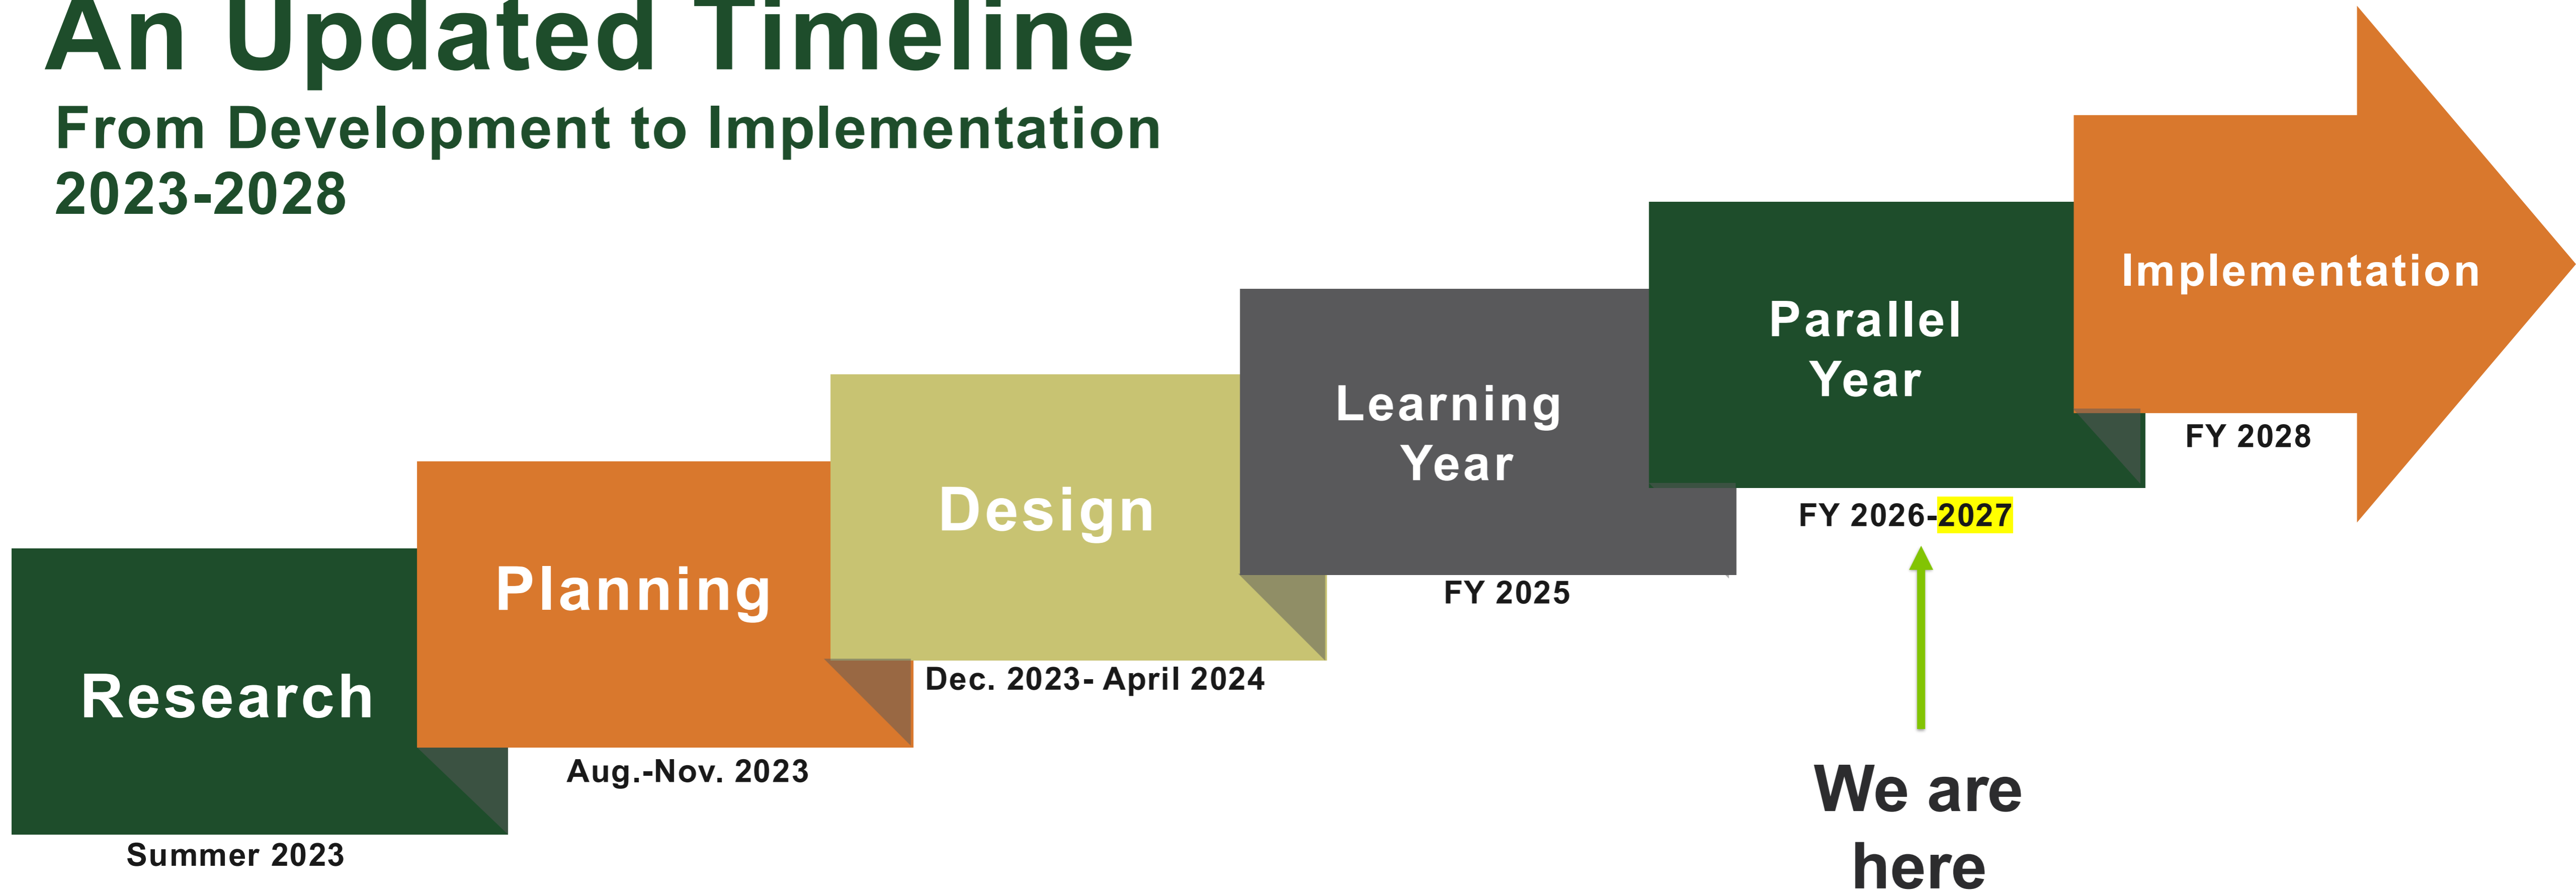 An Updated Timeline
From Development to Implementation
2023-2028
Research
Summer 2023
Planning
Aug.-Nov. 2023
Design
Dec. 2023- April 2024
Learning
Year
FY 2025
Parallel
Year
FY 2026-2027
We are
here
Implementation
FY 2028